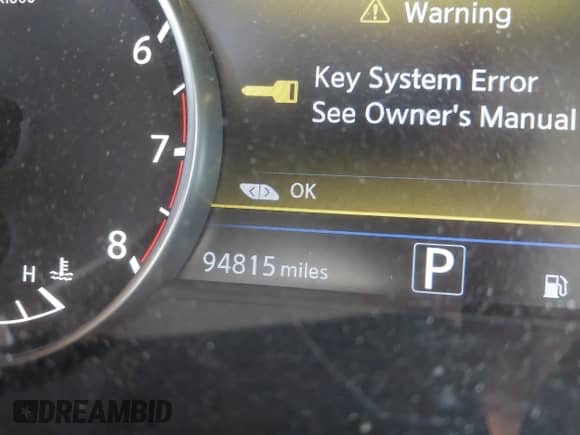 Warning
6
Key System Error
See Owner's Manual
7
OK
8
94815 miles
P
H
DREAMBID